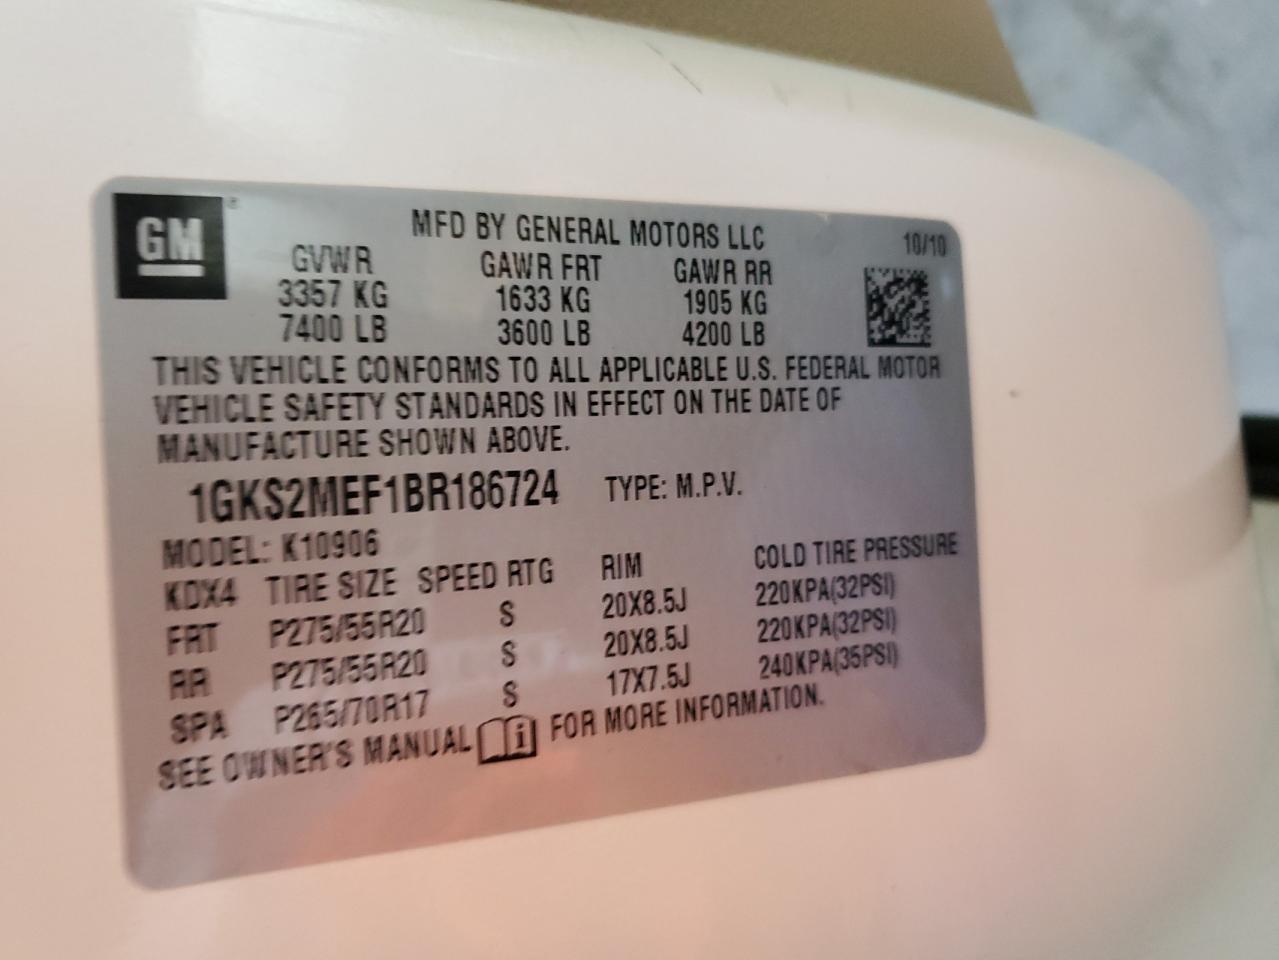 GM
MFD BY GENERAL MOTORS LLC 10/10
GVWR GAWR FRT GAWR RR
3357 KG 1633 KG 1905 KG
7400 LB 3600 LB 4200 LB
THIS VEHICLE CONFORMS TO ALL APPLICABLE U.S. FEDERAL MOTOR
VEHICLE SAFETY STANDARDS IN EFFECT ON THE DATE OF
MANUFACTURE SHOWN ABOVE.
1GKS2MEF1BR186724 TYPE: M.P.V.
MODEL: K10906
KDX4 TIRE SIZE SPEED RTG RIM COLD TIRE PRESSURE
FRT P275/55R20 S 20X8.5J 220KPA(32PSI)
RR P275/55R20 S 20X8.5J 220KPA(32PSI)
SPA P265/70R17 S 17X7.5J 240KPA(35PSI)
SEE OWNER'S MANUAL i FOR MORE INFORMATION.